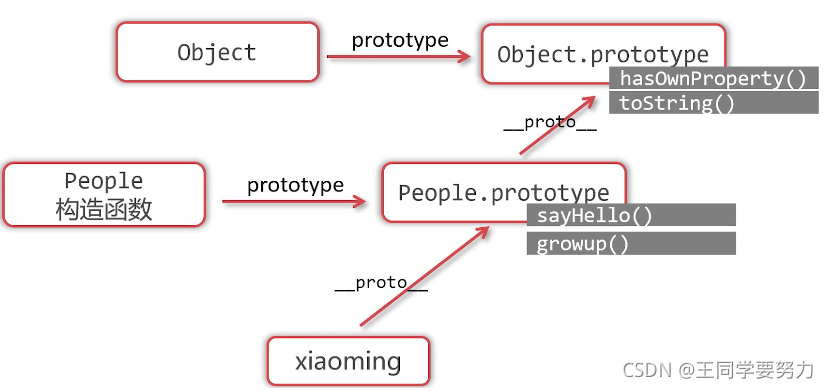 Object
prototype
Object.prototype
hasOwnProperty()
toString()
__proto__
People
构造函数
prototype
People.prototype
sayHello()
growup()
__proto__
xiaoming
CSDN @王同学要努力